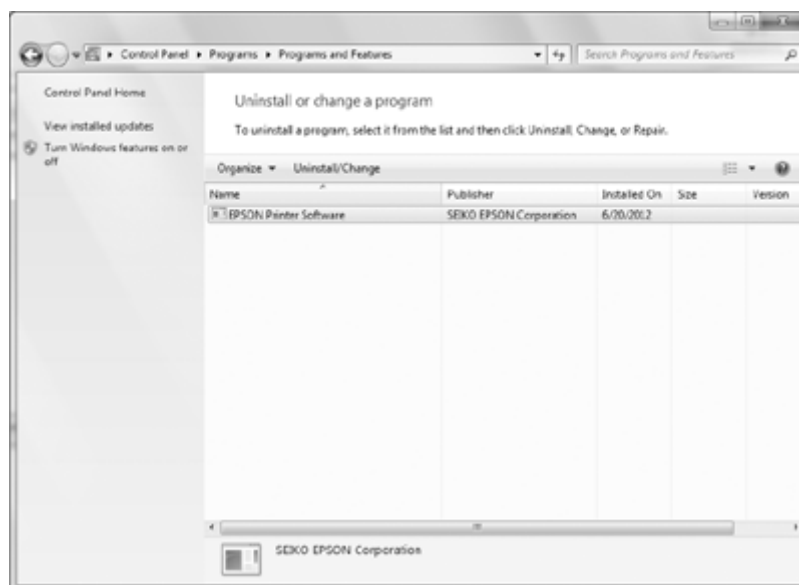 Control Panel ▸ Programs ▸ Programs and Features
Search Programs and Features
Control Panel Home
View installed updates
Turn Windows features on or
off
Uninstall or change a program
To uninstall a program, select it from the list and then click Uninstall, Change, or Repair.
Organize Uninstall/Change
Name Publisher Installed On Size Version
EPSON Printer Software SEIKO EPSON Corporation 6/20/2012
SEIKO EPSON Corporation